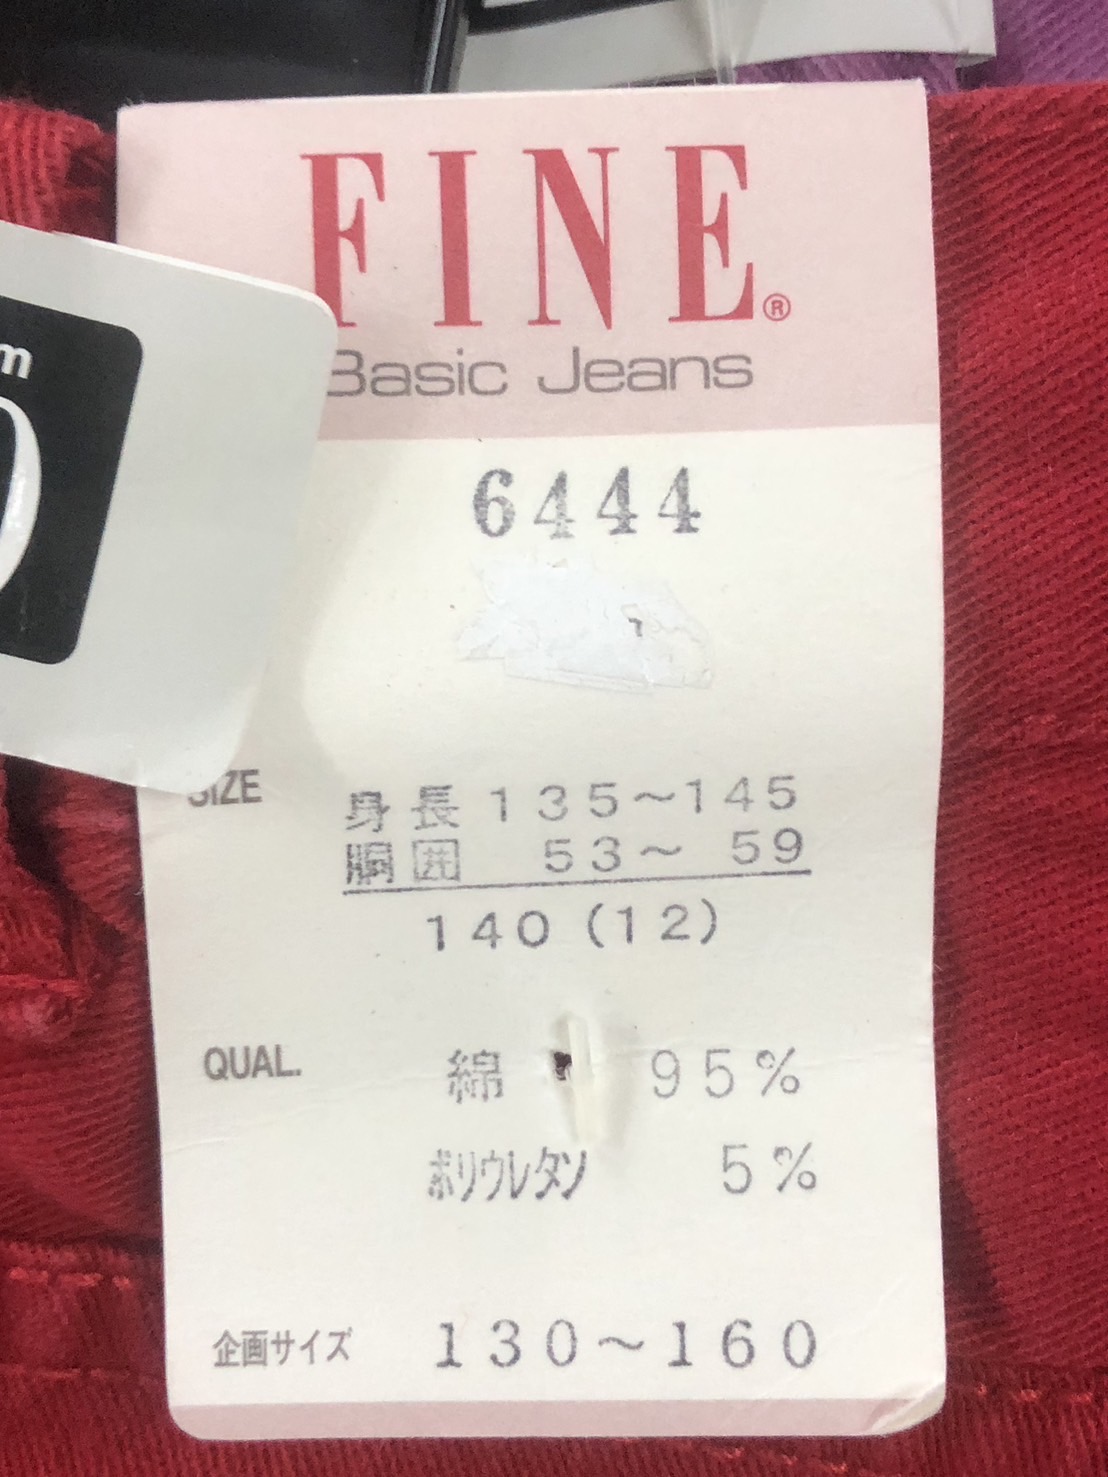 FINE®
Basic Jeans
6444
SIZE
身長 135～145
胴囲 53～ 59
140(12)
QUAL.
綿 95%
ポリウレタン 5%
企画サイズ 130～160